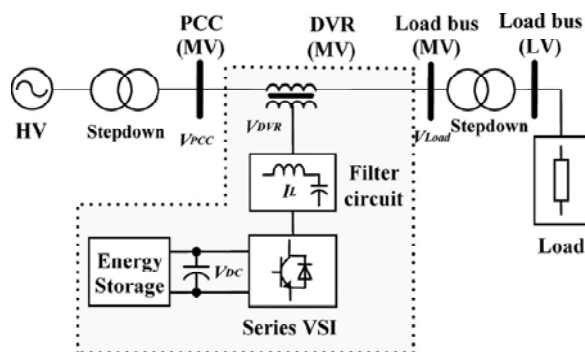 PCC
(MV)
DVR
(MV)
Load bus
(MV)
Load bus
(LV)
HV
Stepdown
VPCC
VDVR
VLoad
Stepdown
IL
Filter
circuit
Load
Energy
Storage
VDC
Series VSI